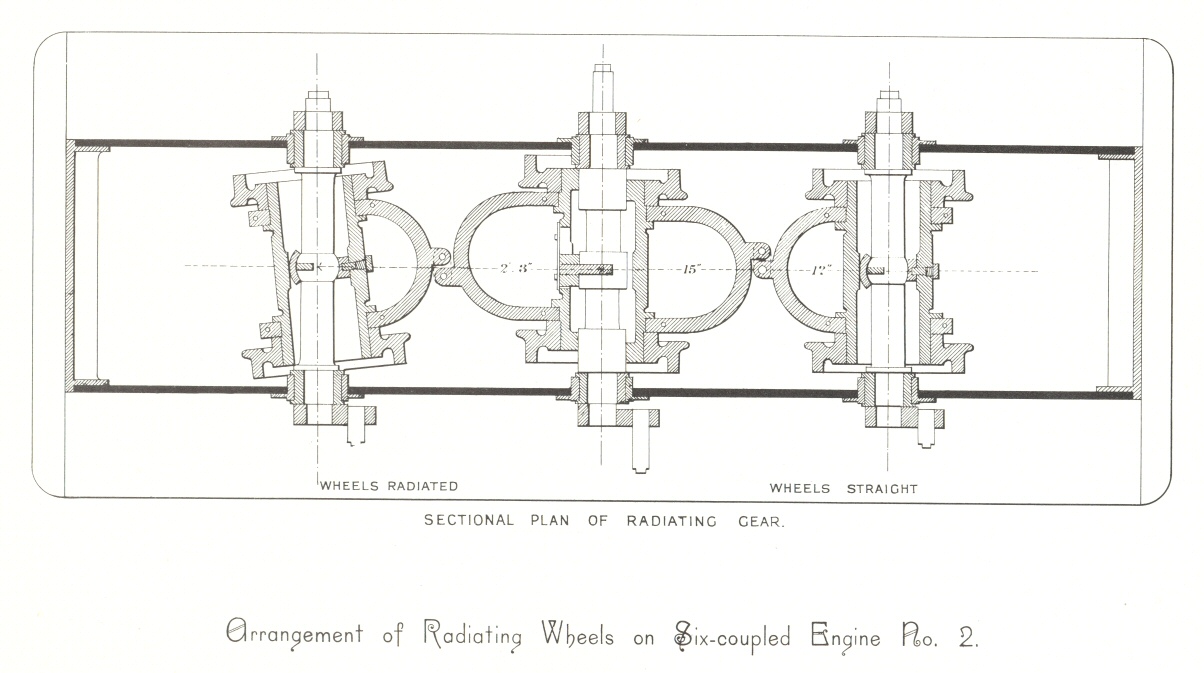 2'. 3"
15"
12"
K
WHEELS RADIATED
WHEELS STRAIGHT
SECTIONAL PLAN OF RADIATING GEAR.
Arrangement of Radiating Wheels on Six-coupled Engine No. 2.